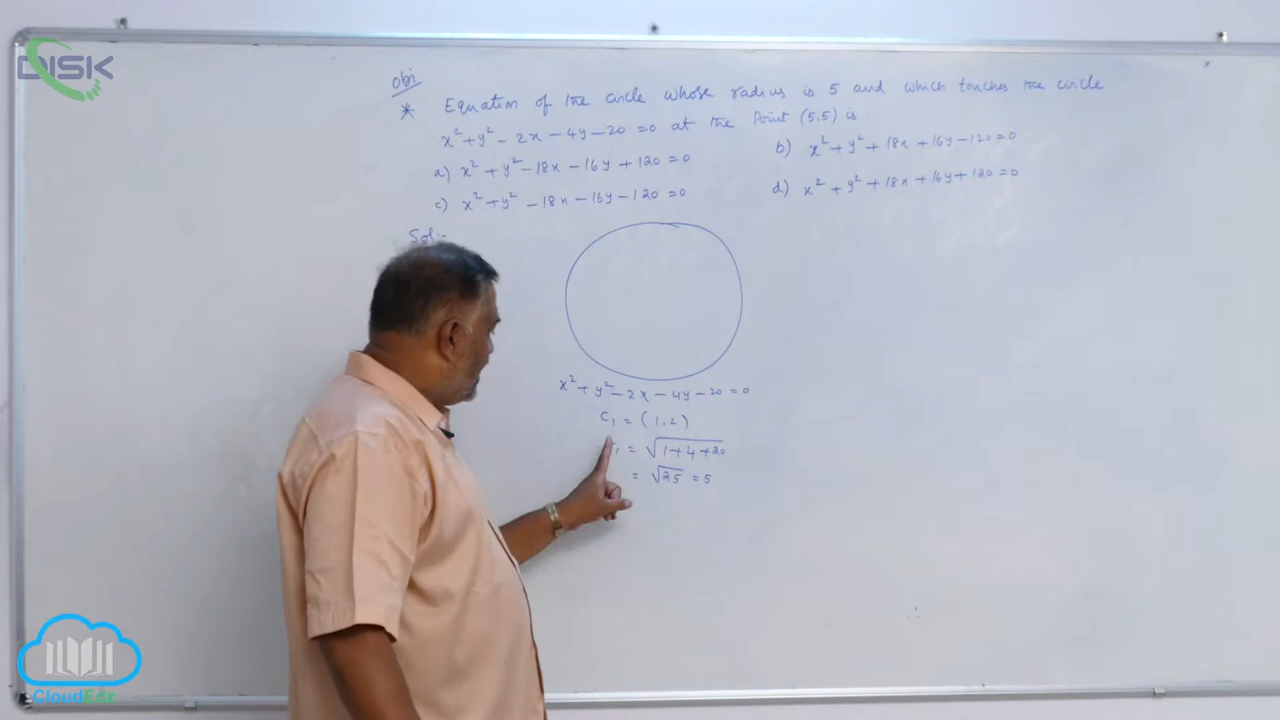 DISK
Obj
* Equation of the circle whose radius is 5 and which touches the circle
x² + y² - 2x - 4y - 20 = 0 at the Point (5,5) is
a) x² + y² - 18x - 16y + 120 = 0
b) x² + y² + 18x + 16y - 120 = 0
c) x² + y² - 18x - 16y - 120 = 0
d) x² + y² + 18x + 16y + 120 = 0
Sol:-
x² + y² - 2x - 4y - 20 = 0
C₁ = (1,2)
₁ = √1+4+20
= √25 = 5
CloudEdz